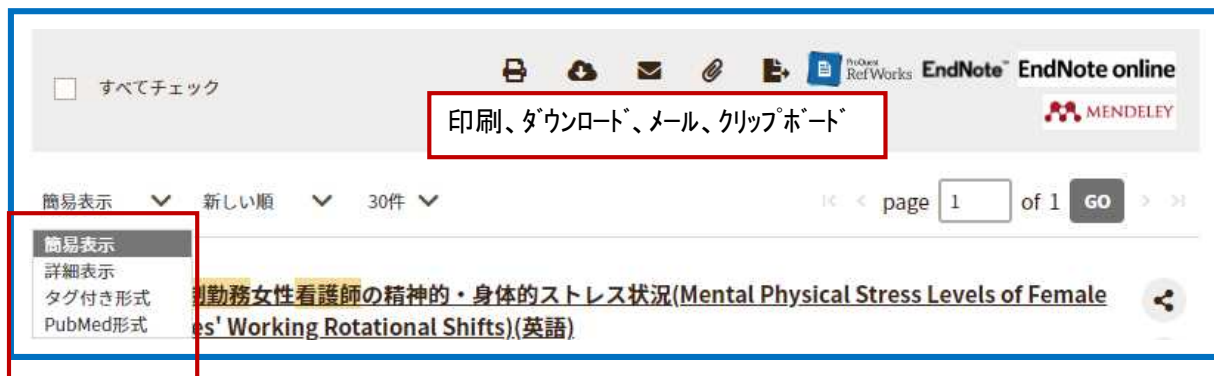 すべてチェック
ProQuest
RefWorks EndNote™ EndNote online
印刷、ﾀﾞｳﾝﾛｰﾄﾞ、ﾒｰﾙ、ｸﾘｯﾌﾟﾎﾞｰﾄﾞ
MENDELEY
簡易表示 新しい順 30件 page 1 of 1 GO
簡易表示
詳細表示
タグ付き形式
PubMed形式
勤務女性看護師の精神的・身体的ストレス状況(Mental Physical Stress Levels of Female
es' Working Rotational Shifts)(英語)